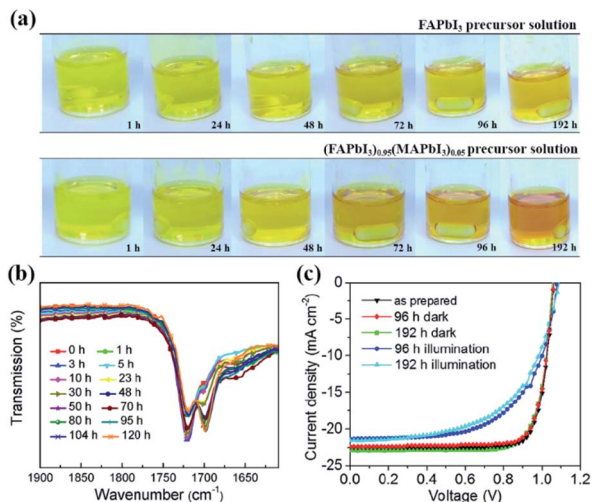 (a)
FAPbI₃ precursor solution
1 h 24 h 48 h 72 h 96 h 192 h
(FAPbI₃)₀.₉₅(MAPbI₃)₀.₀₅ precursor solution
1 h 24 h 48 h 72 h 96 h 192 h
(b)
Transmission (%)
0 h 1 h
3 h 5 h
10 h 23 h
30 h 48 h
50 h 70 h
80 h 95 h
104 h 120 h
1900 1850 1800 1750 1700 1650
Wavenumber (cm⁻¹)
(c)
Current density (mA cm⁻²)
0
-5
-10
-15
-20
-25
as prepared
96 h dark
192 h dark
96 h illumination
192 h illumination
0.0 0.2 0.4 0.6 0.8 1.0 1.2
Voltage (V)